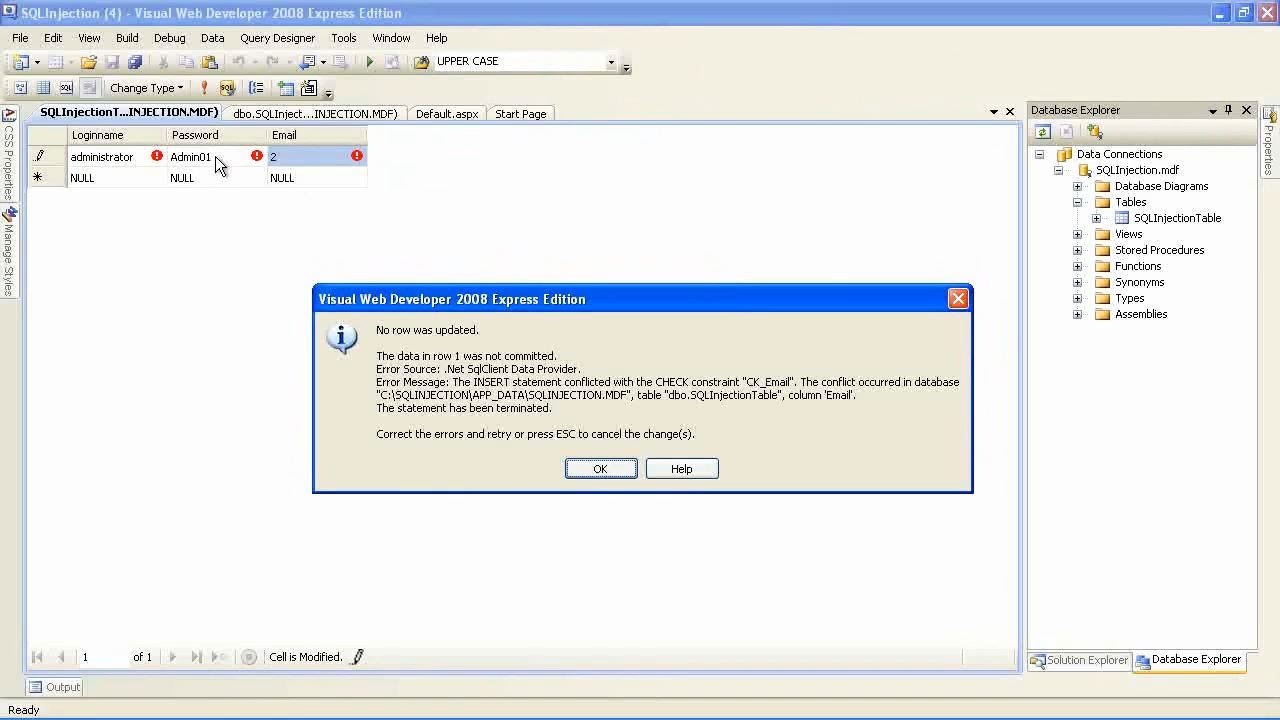 SQLInjection (4) - Visual Web Developer 2008 Express Edition
File Edit View Build Debug Data Query Designer Tools Window Help
UPPER CASE
SQL Change Type
SQLInjectionT...INJECTION.MDF) dbo.SQLInject...INJECTION.MDF) Default.aspx Start Page
Database Explorer
CSS Properties
Manage Styles
Properties
Loginname Password Email
administrator Admin01 2
NULL NULL NULL
Data Connections
SQLInjection.mdf
Database Diagrams
Tables
SQLInjectionTable
Views
Stored Procedures
Functions
Synonyms
Types
Assemblies
Visual Web Developer 2008 Express Edition
No row was updated.
The data in row 1 was not committed.
Error Source: .Net SqlClient Data Provider.
Error Message: The INSERT statement conflicted with the CHECK constraint "CK_Email". The conflict occurred in database
"C:\SQLINJECTION\APP_DATA\SQLINJECTION.MDF", table "dbo.SQLInjectionTable", column 'Email'.
The statement has been terminated.
Correct the errors and retry or press ESC to cancel the change(s).
OK Help
1 of 1 Cell is Modified.
Solution Explorer Database Explorer
Output
Ready